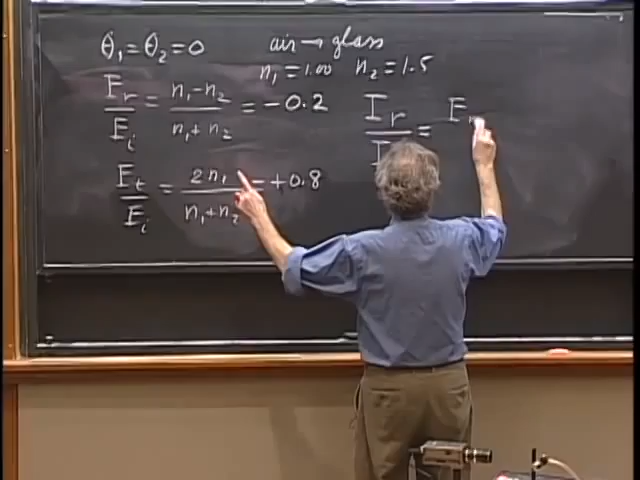 θ₁ = θ₂ = 0
air → glass
n₁ = 1.00 n₂ = 1.5
E_r / E_i = (n₁ - n₂) / (n₁ + n₂) = -0.2
E_t / E_i = 2n₁ / (n₁ + n₂) = +0.8
I_r / I = E